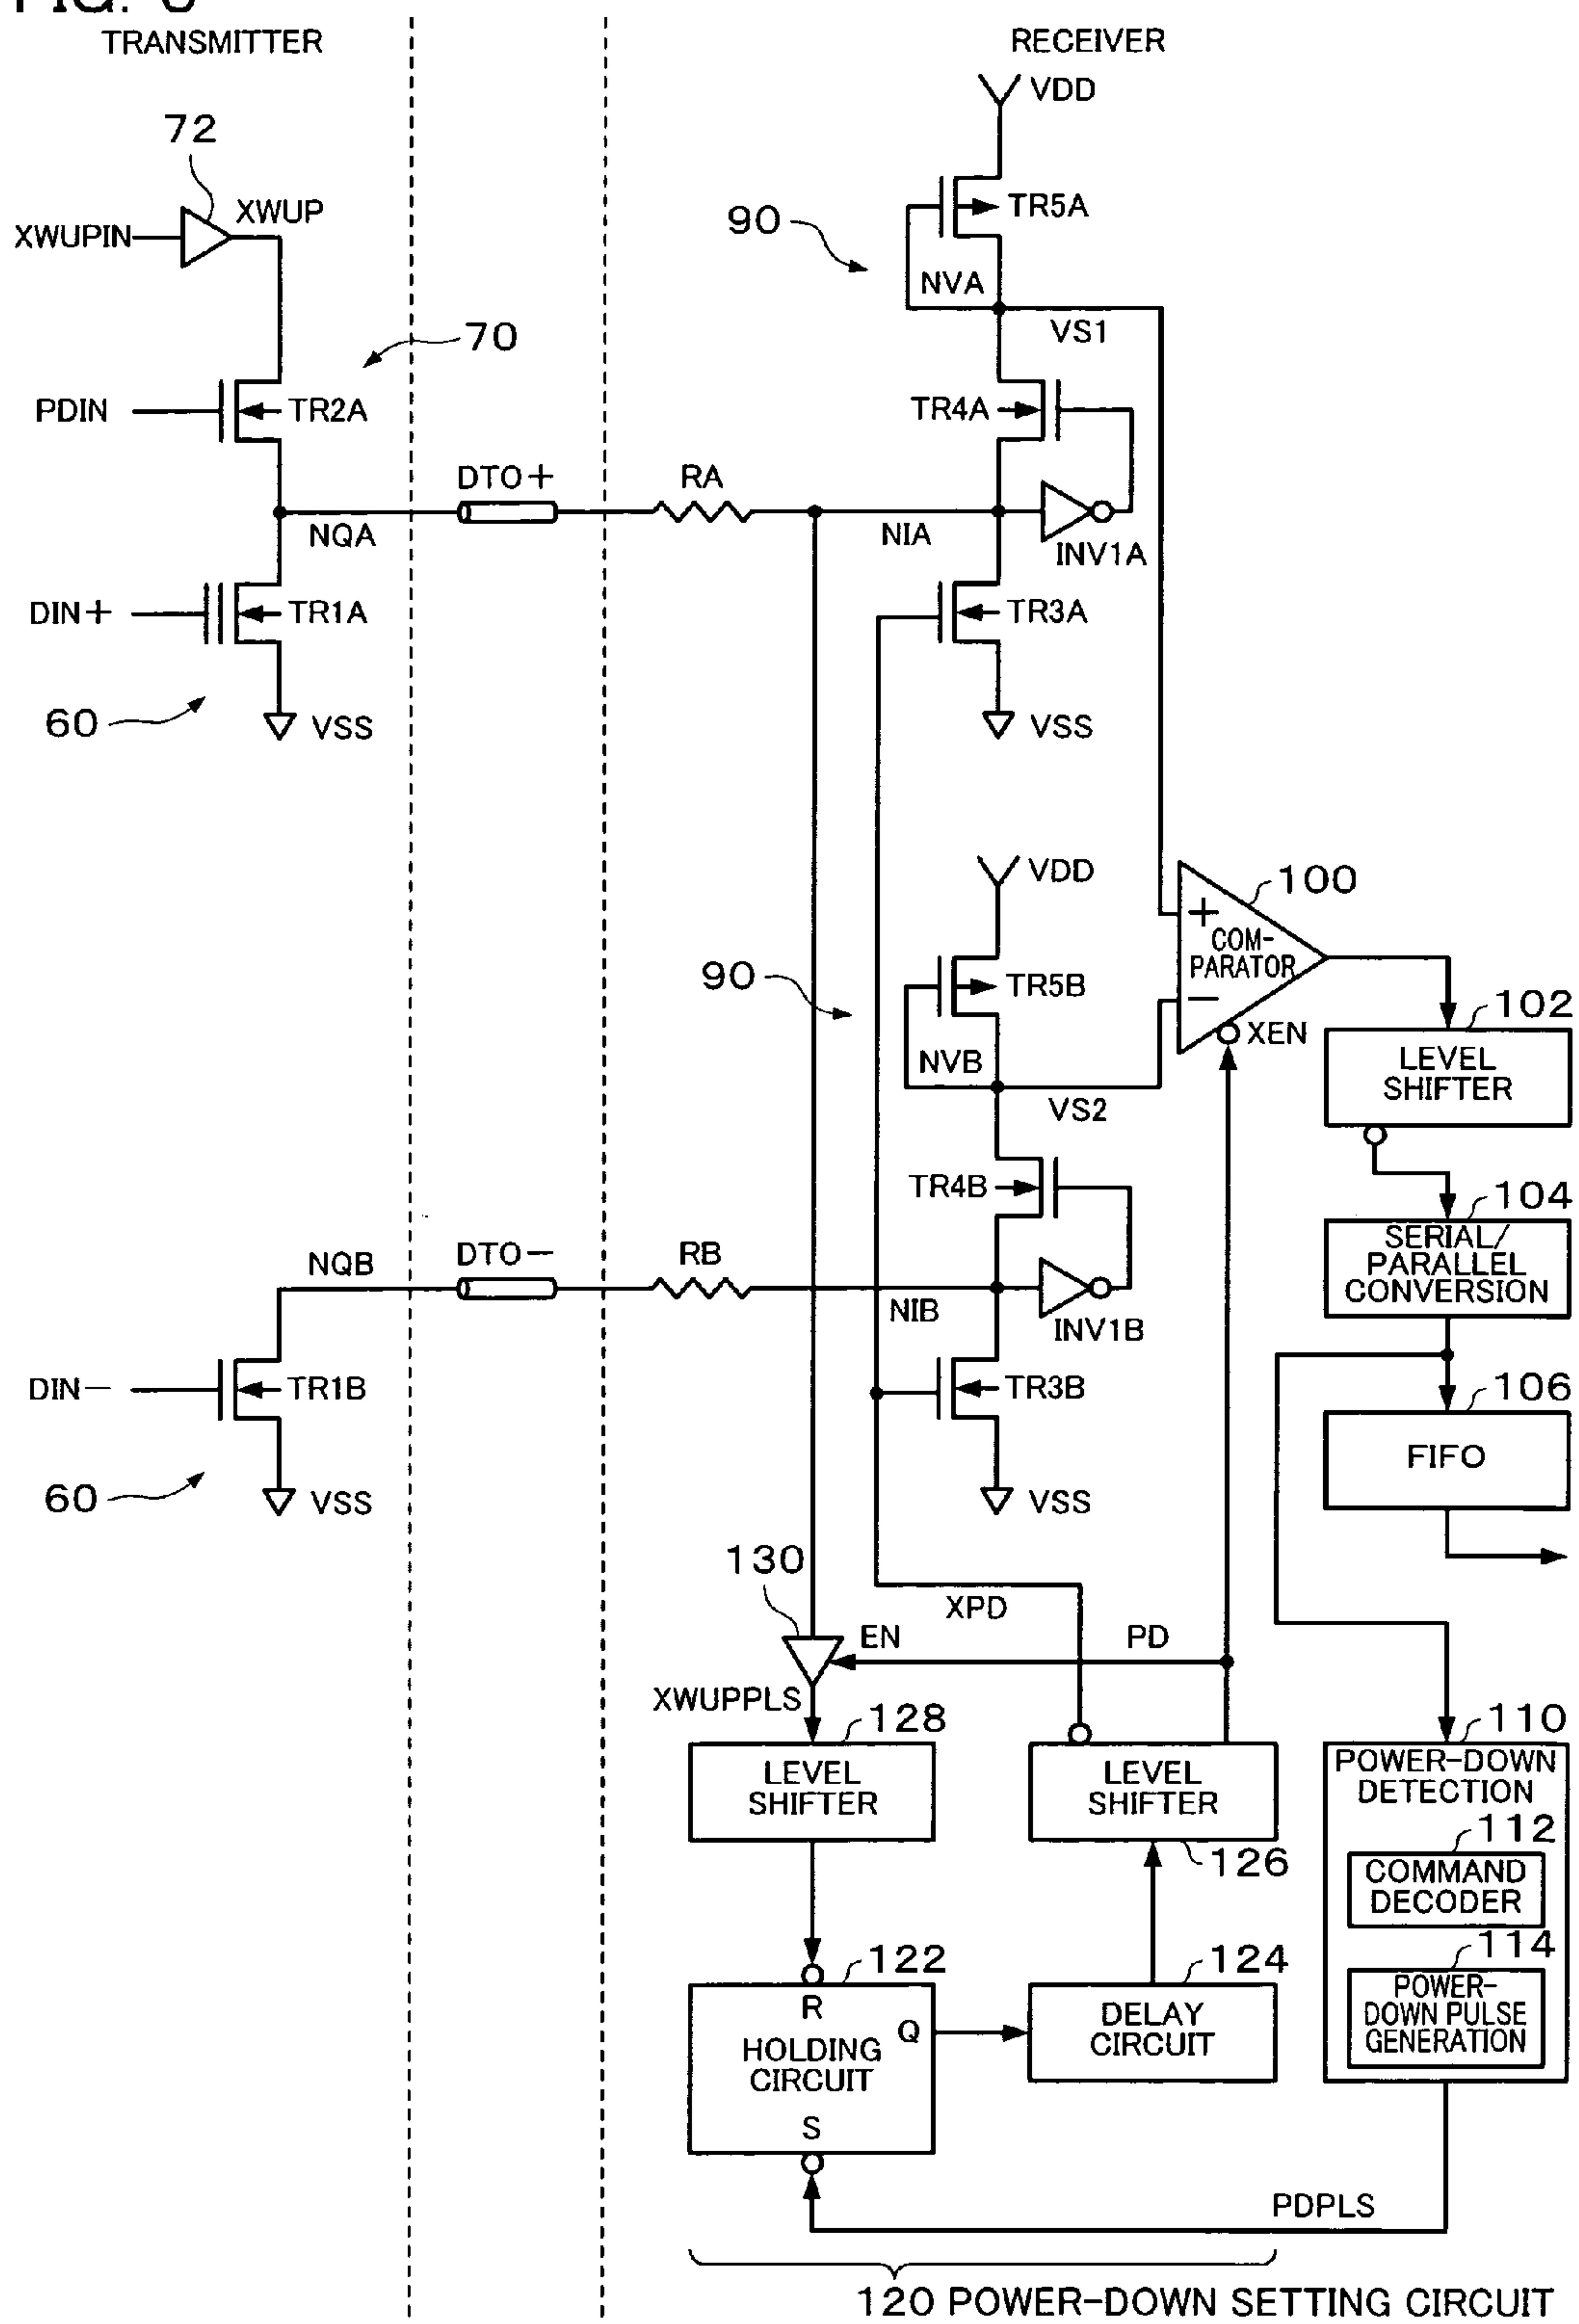 TRANSMITTER
RECEIVER
VDD
72
XWUP
XWUPIN
TR5A
90
NVA
VS1
70
PDIN
TR2A
TR4A
DTO+
RA
NQA
NIA
INV1A
DIN+
TR1A
TR3A
60
VSS
VSS
VDD
100
+
COM-
PARATOR
−
90
TR5B
XEN
102
LEVEL
SHIFTER
NVB
VS2
TR4B
104
SERIAL/
PARALLEL
CONVERSION
NQB
DTO−
RB
NIB
INV1B
DIN−
TR1B
TR3B
106
FIFO
60
VSS
VSS
130
XPD
EN
PD
XWUPPLS
128
LEVEL
SHIFTER
LEVEL
SHIFTER
126
110
POWER-DOWN
DETECTION
112
COMMAND
DECODER
114
POWER-
DOWN PULSE
GENERATION
122
R
Q
HOLDING
CIRCUIT
S
124
DELAY
CIRCUIT
PDPLS
120 POWER-DOWN SETTING CIRCUIT